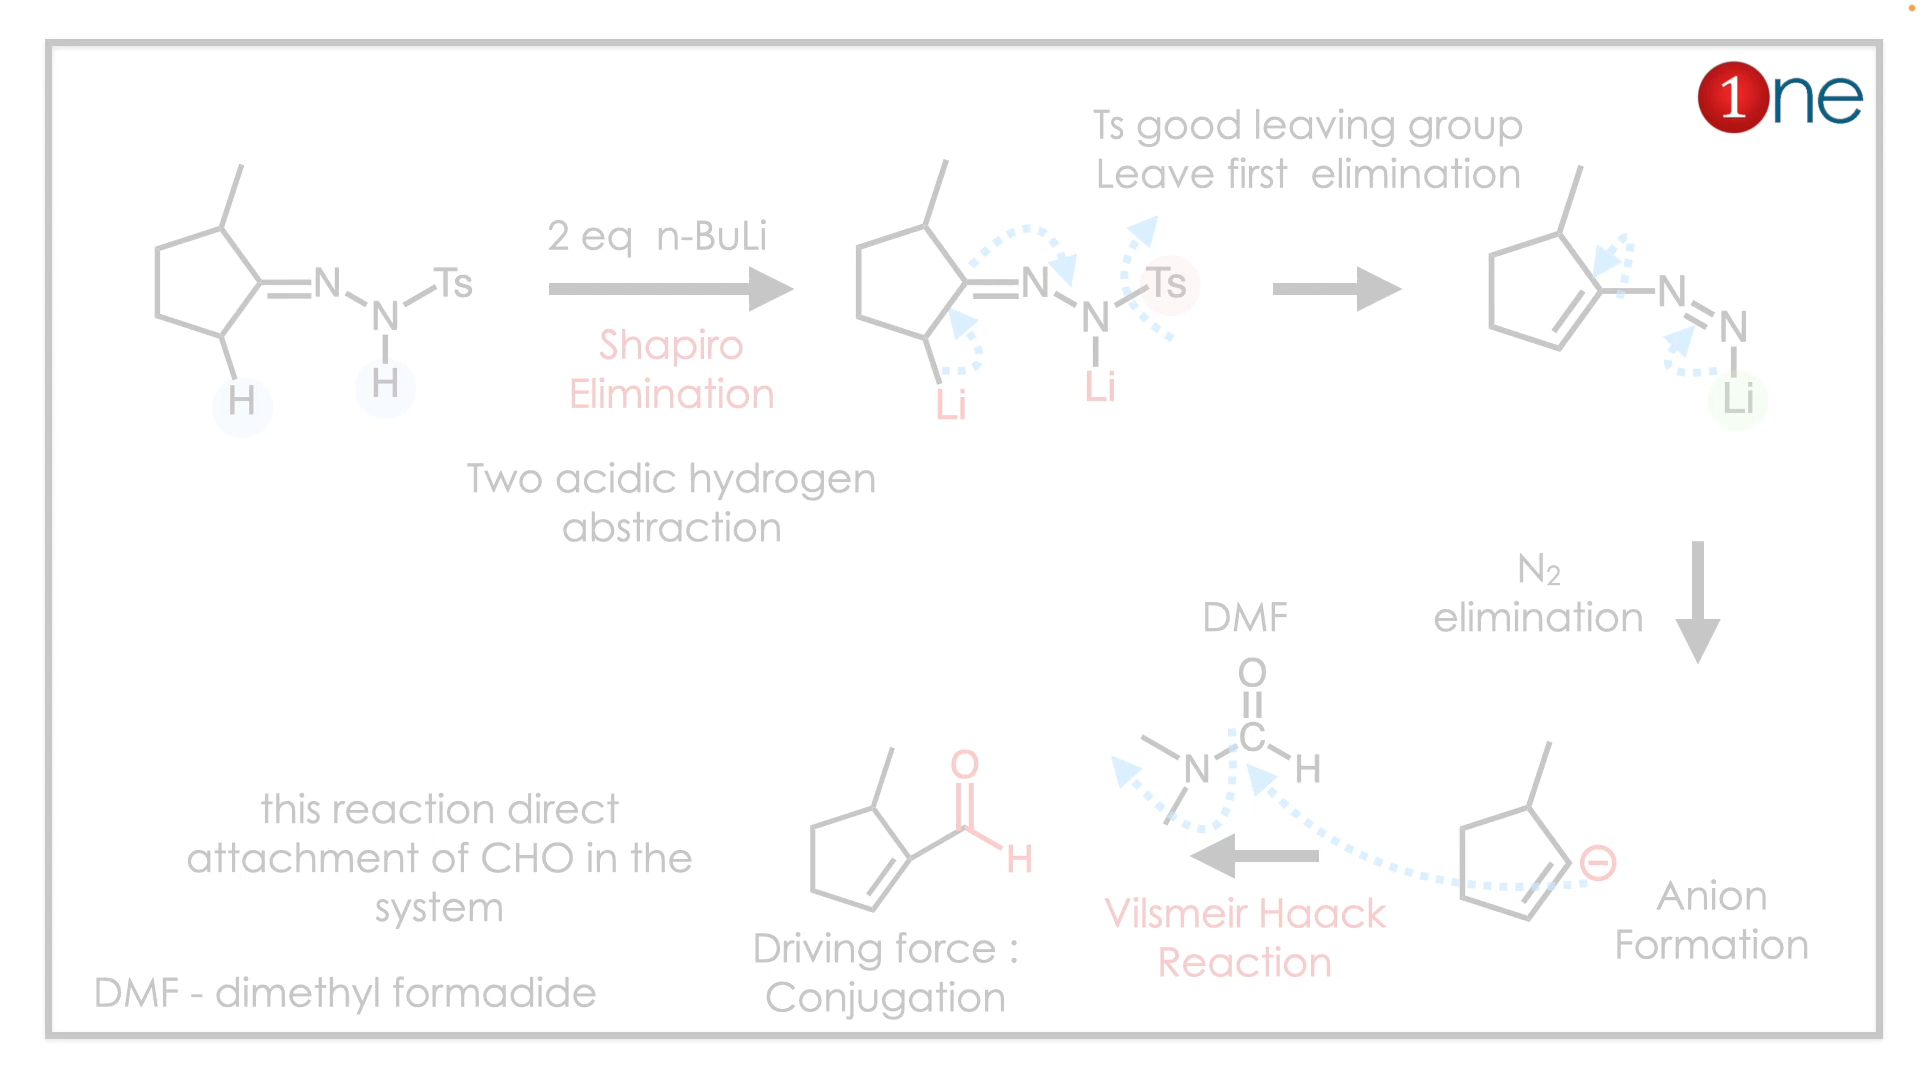 1ne
Ts good leaving group
Leave first elimination
2 eq n-BuLi
N
N
Ts
H
H
Shapiro
Elimination
N
N
Ts
Li
Li
N
N
Li
Two acidic hydrogen
abstraction
N2
elimination
DMF
O
C
N
H
O
H
this reaction direct
attachment of CHO in the
system
Vilsmeir Haack
Reaction
Anion
Formation
Driving force :
Conjugation
DMF - dimethyl formadide